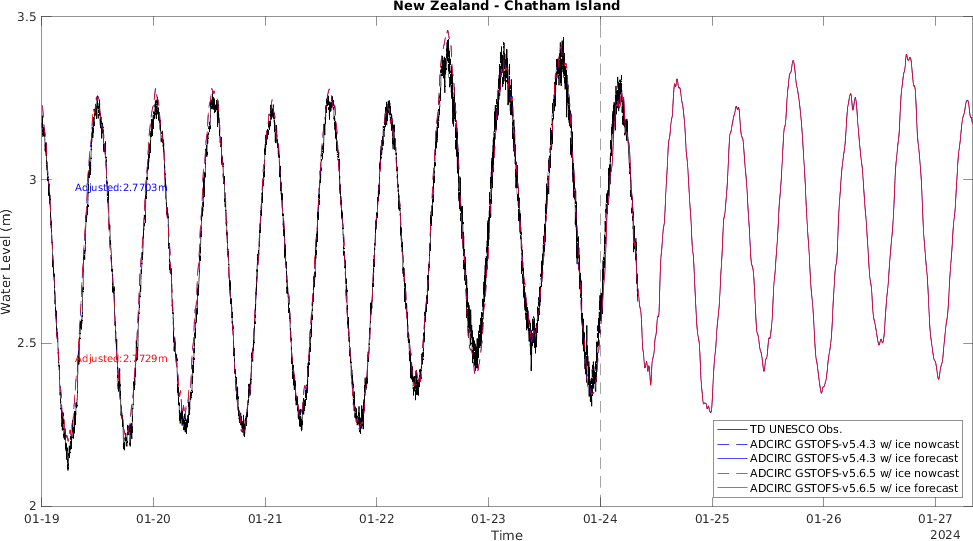 New Zealand - Chatham Island
3.5
3
2.5
2
Water Level (m)
Adjusted:2.7703m
Adjusted:2.7729m
TD UNESCO Obs.
ADCIRC GSTOFS-v5.4.3 w/ ice nowcast
ADCIRC GSTOFS-v5.4.3 w/ ice forecast
ADCIRC GSTOFS-v5.6.5 w/ ice nowcast
ADCIRC GSTOFS-v5.6.5 w/ ice forecast
01-19 01-20 01-21 01-22 01-23 01-24 01-25 01-26 01-27
Time
2024